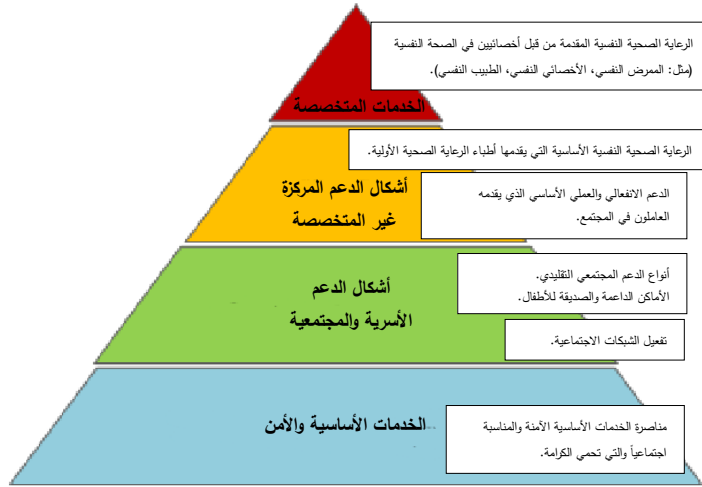 الرعاية الصحية النفسية المقدمة من قبل أخصائيين في الصحة النفسية
(مثل: الممرض النفسي، الأخصائي النفسي، الطبيب النفسي).
الخدمات المتخصصة
الرعاية الصحية النفسية الأساسية التي يقدمها أطباء الرعاية الصحية الأولية.
أشكال الدعم المركزة
غير المتخصصة
الدعم الانفعالي والعملي الأساسي الذي يقدمه
العاملون في المجتمع.
أشكال الدعم
الأسرية والمجتمعية
أنواع الدعم المجتمعي التقليدي.
الأماكن الداعمة والصديقة للأطفال.
تفعيل الشبكات الاجتماعية.
الخدمات الأساسية والأمن
مناصرة الخدمات الأساسية الآمنة والمناسبة
اجتماعياً والتي تحمي الكرامة.